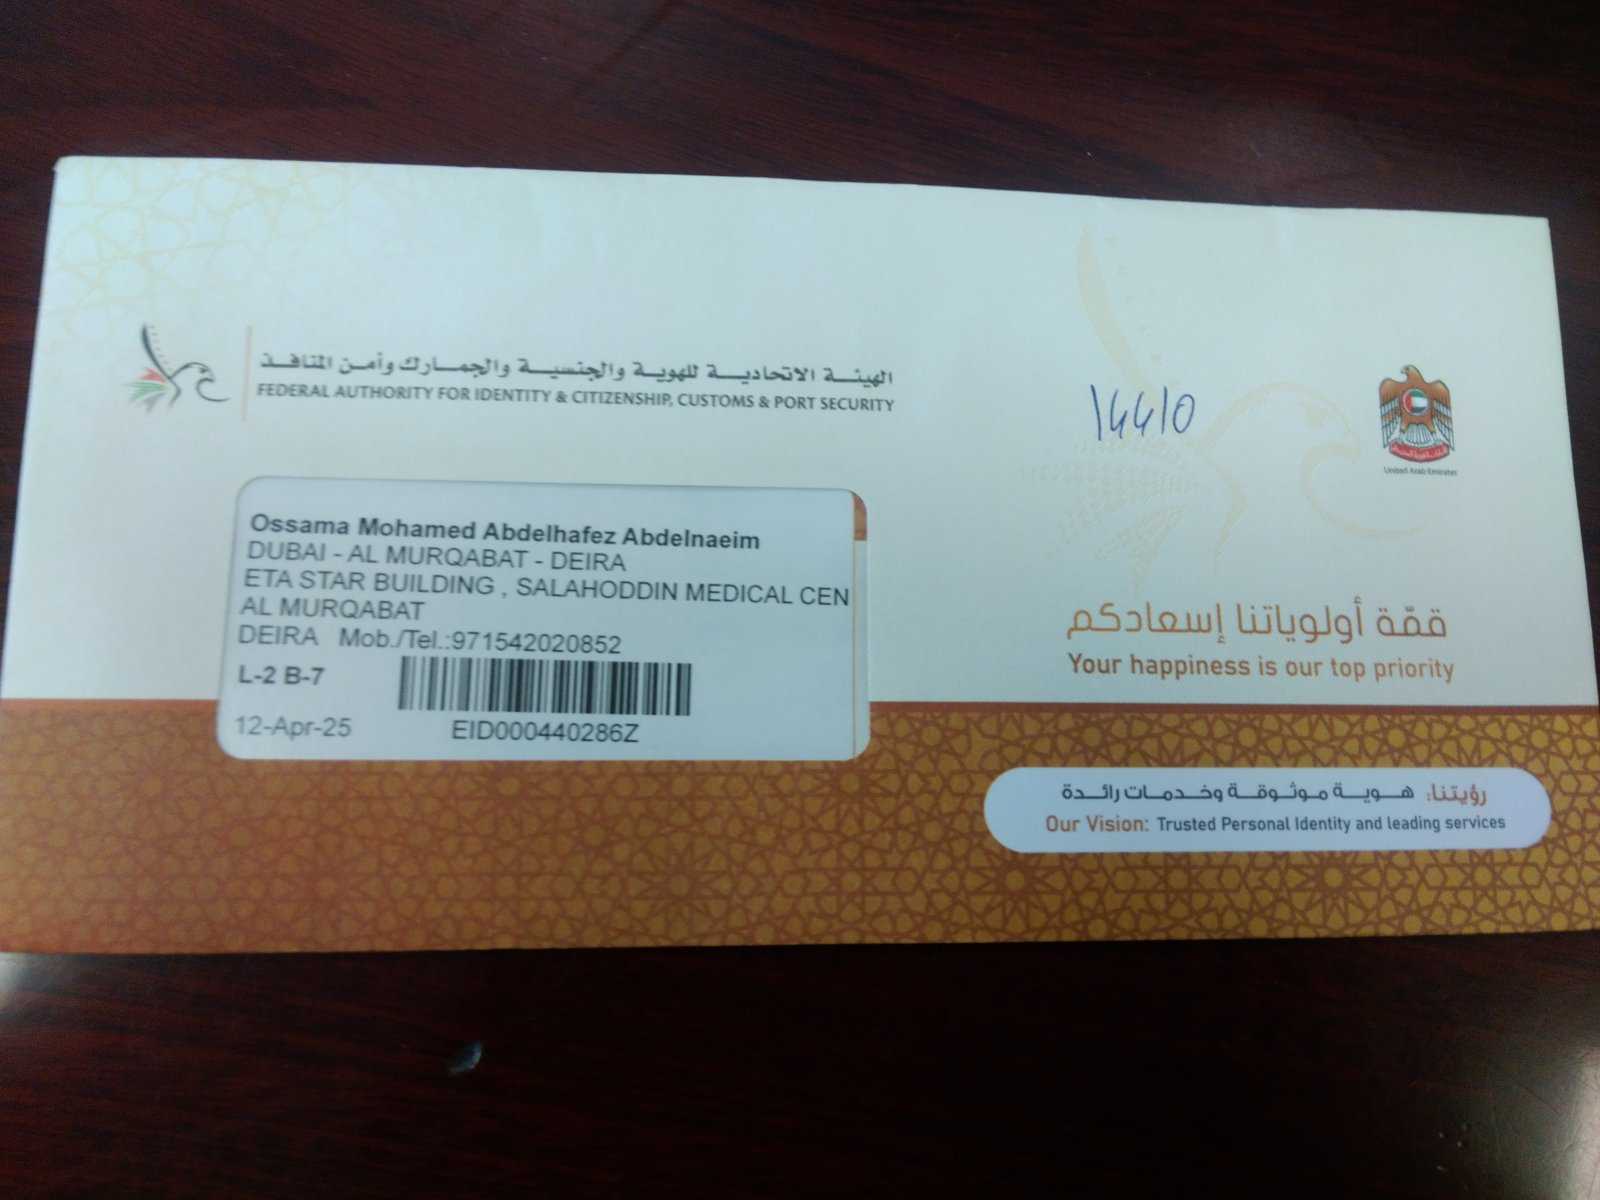 الهيئة الاتحادية للهوية والجنسية والجمارك وأمن المنافذ
FEDERAL AUTHORITY FOR IDENTITY & CITIZENSHIP, CUSTOMS & PORT SECURITY
14410
United Arab Emirates
Ossama Mohamed Abdelhafez Abdelnaeim
DUBAI - AL MURQABAT - DEIRA
ETA STAR BUILDING , SALAHODDIN MEDICAL CEN
AL MURQABAT
DEIRA Mob./Tel.:971542020852
L-2 B-7
12-Apr-25 EID000440286Z
قمّة أولوياتنا إسعادكم
Your happiness is our top priority
رؤيتنا: هوية موثوقة وخدمات رائدة
Our Vision: Trusted Personal Identity and leading services